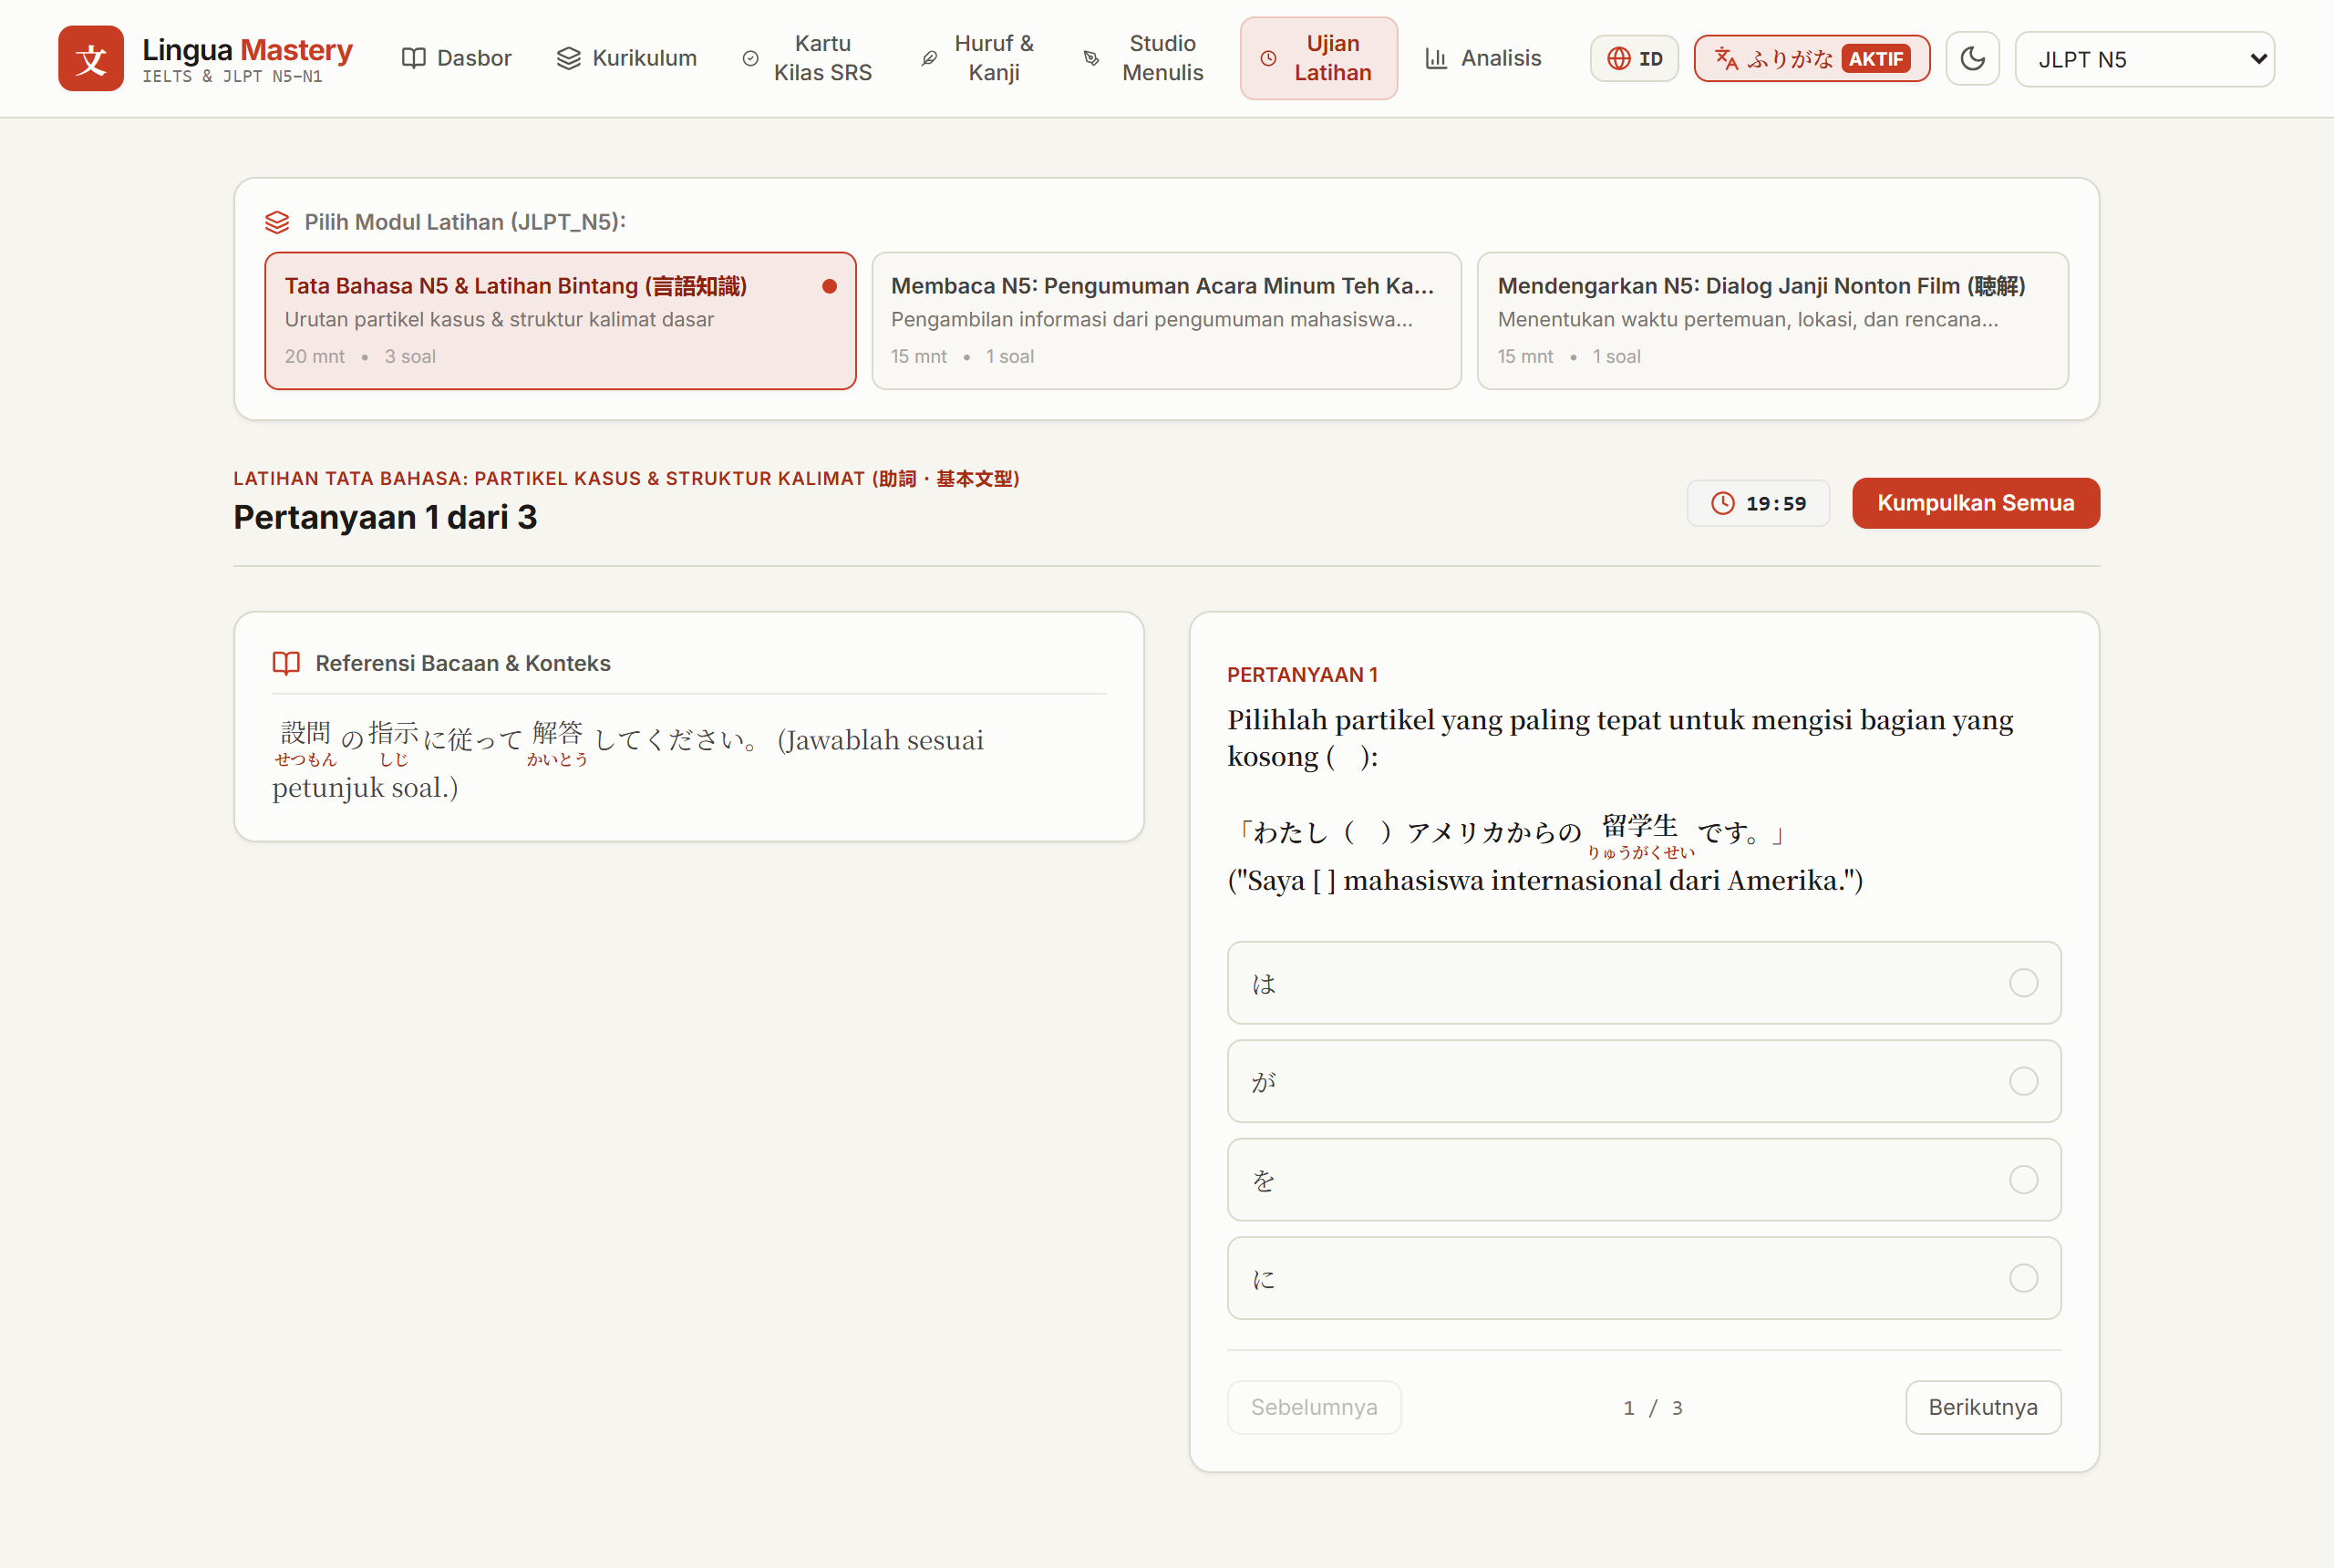 文
Lingua Mastery
IELTS & JLPT N5–N1
Dasbor
Kurikulum
Kartu Kilas SRS
Huruf & Kanji
Studio Menulis
Ujian Latihan
Analisis
ID
ふりがな AKTIF
JLPT N5
Pilih Modul Latihan (JLPT_N5):
Tata Bahasa N5 & Latihan Bintang (言語知識)
Urutan partikel kasus & struktur kalimat dasar
20 mnt • 3 soal
Membaca N5: Pengumuman Acara Minum Teh Ka...
Pengambilan informasi dari pengumuman mahasiswa...
15 mnt • 1 soal
Mendengarkan N5: Dialog Janji Nonton Film (聴解)
Menentukan waktu pertemuan, lokasi, dan rencana...
15 mnt • 1 soal
LATIHAN TATA BAHASA: PARTIKEL KASUS & STRUKTUR KALIMAT (助詞・基本文型)
Pertanyaan 1 dari 3
19:59
Kumpulkan Semua
Referensi Bacaan & Konteks
設問の指示に従って解答してください。 (Jawablah sesuai
せつもん しじ かいとう
petunjuk soal.)
PERTANYAAN 1
Pilihlah partikel yang paling tepat untuk mengisi bagian yang
kosong (　):
「わたし（　）アメリカからの留学生です。」
りゅうがくせい
("Saya [ ] mahasiswa internasional dari Amerika.")
は
が
を
に
Sebelumnya
1 / 3
Berikutnya